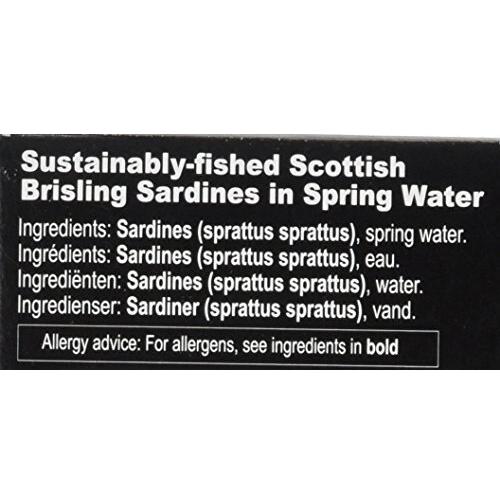 Sustainably-fished Scottish
Brisling Sardines in Spring Water
Ingredients: Sardines (sprattus sprattus), spring water.
Ingrédients: Sardines (sprattus sprattus), eau.
Ingrediënten: Sardines (sprattus sprattus), water.
Ingredienser: Sardiner (sprattus sprattus), vand.
Allergy advice: For allergens, see ingredients in bold